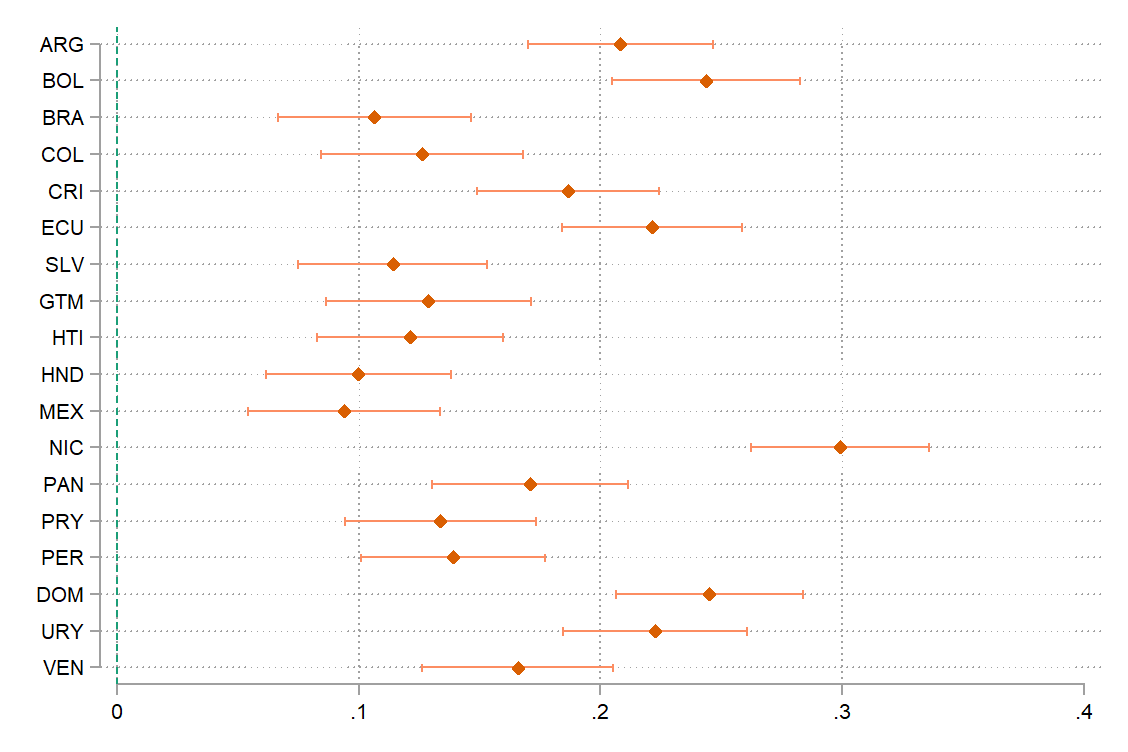 ARG
BOL
BRA
COL
CRI
ECU
SLV
GTM
HTI
HND
MEX
NIC
PAN
PRY
PER
DOM
URY
VEN
0 .1 .2 .3 .4